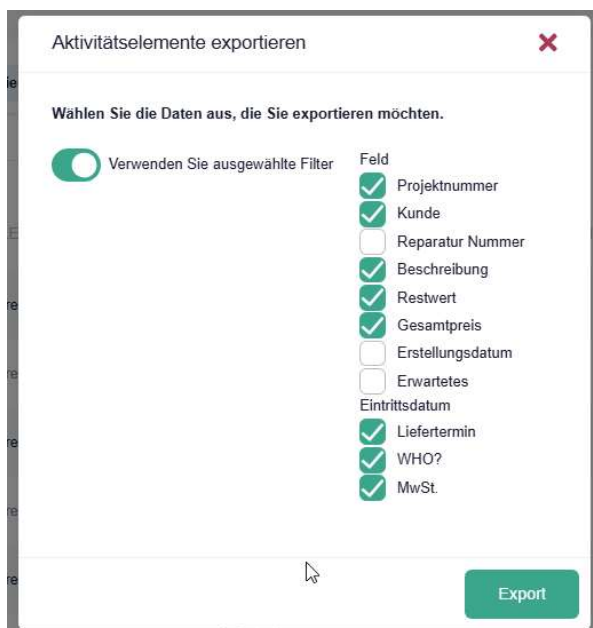 Aktivitätselemente exportieren
Wählen Sie die Daten aus, die Sie exportieren möchten.
Verwenden Sie ausgewählte Filter
Feld
Projektnummer
Kunde
Reparatur Nummer
Beschreibung
Restwert
Gesamtpreis
Erstellungsdatum
Erwartetes
Eintrittsdatum
Liefertermin
WHO?
MwSt.
Export